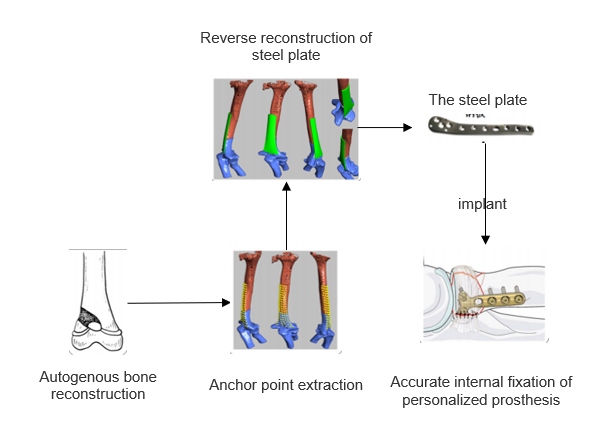 Reverse reconstruction of
steel plate
The steel plate
implant
Autogenous bone
reconstruction
Anchor point extraction
Accurate internal fixation of
personalized prosthesis